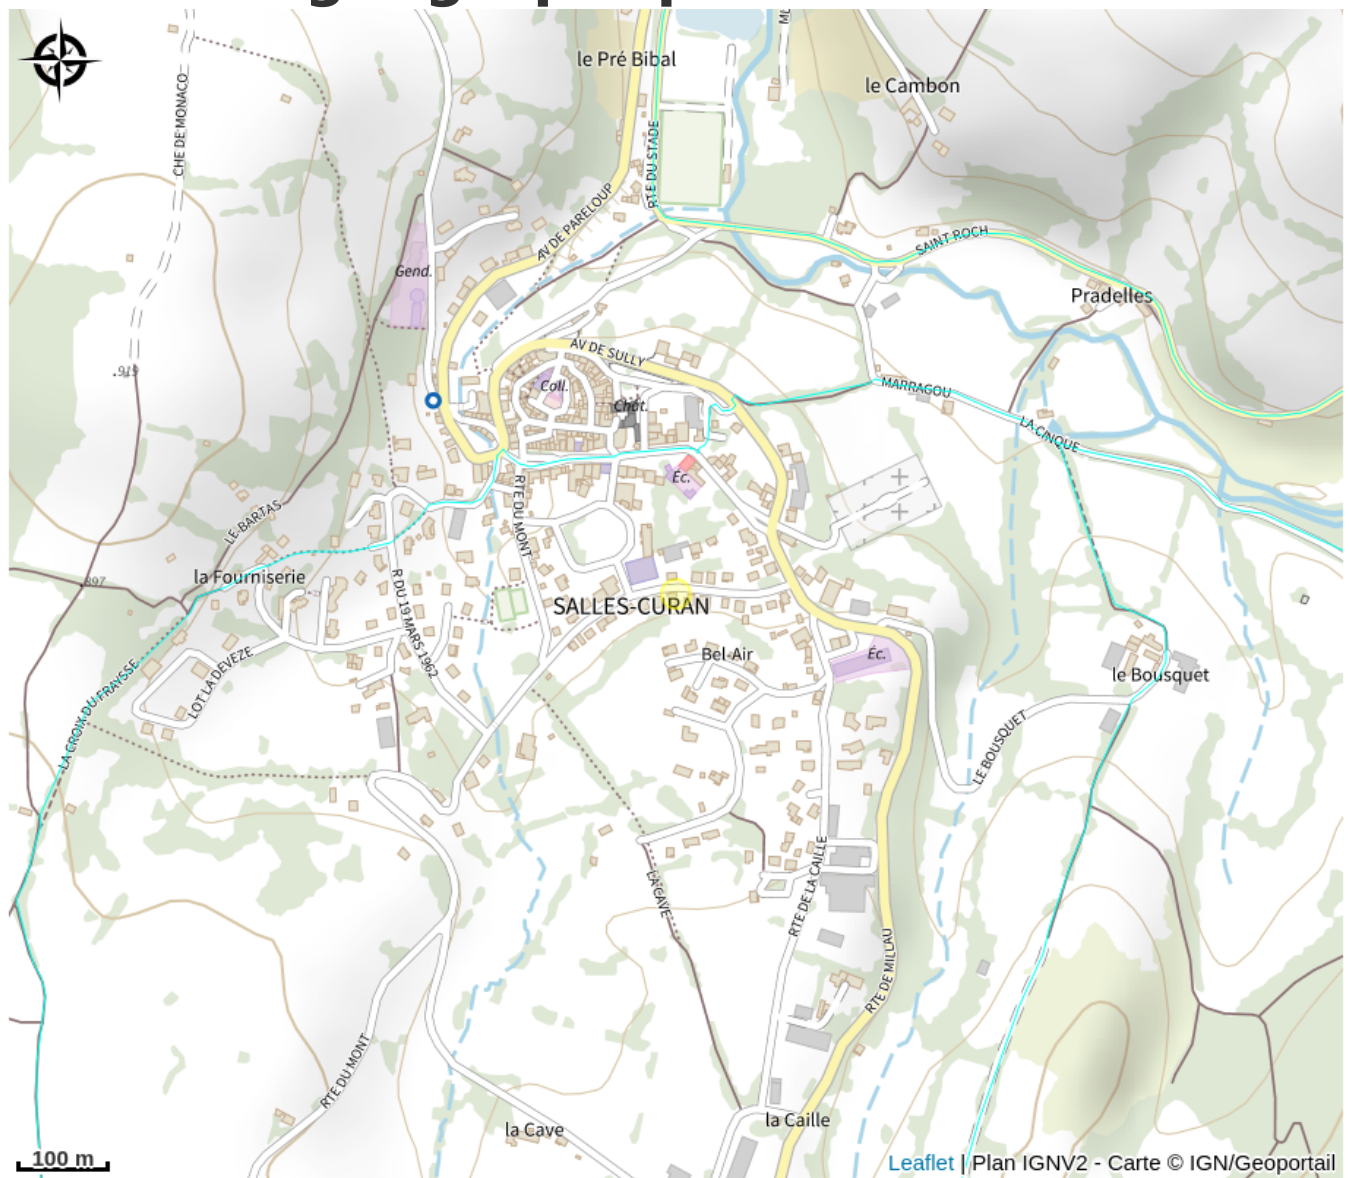 le Pré Bibal
le Cambon
CHE DE MONACO
RTE DU STADE
AV DE PARELOUP
SAINT-ROCH
Gend.
Pradelles
AV DE SULLY
919
Coll.
Chât.
MARRAGOU
LA CINQUE
Éc.
RTE DU MONT
LE BARTAS
la Fourniserie
897
R DU 19 MARS 1962
SALLES-CURAN
Bel-Air
Éc.
le Bousquet
LOT LA DEVEZE
LA CROIX DU FRAYSSE
LE BOUSQUET
LA CAVE
RTE DE LA CAILLE
RTE DE MILLAU
RTE DU MONT
la Cave
la Caille
100 m
Leaflet | Plan IGNV2 - Carte © IGN/Geoportail